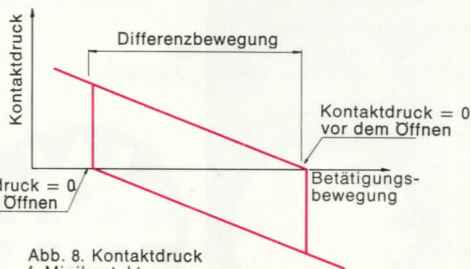 Differenzbewegung
Kontaktdruck
Kontaktdruck = 0
vor dem Öffnen
druck = 0
Öffnen
Betätigungs-
bewegung
Abb. 8. Kontaktdruck